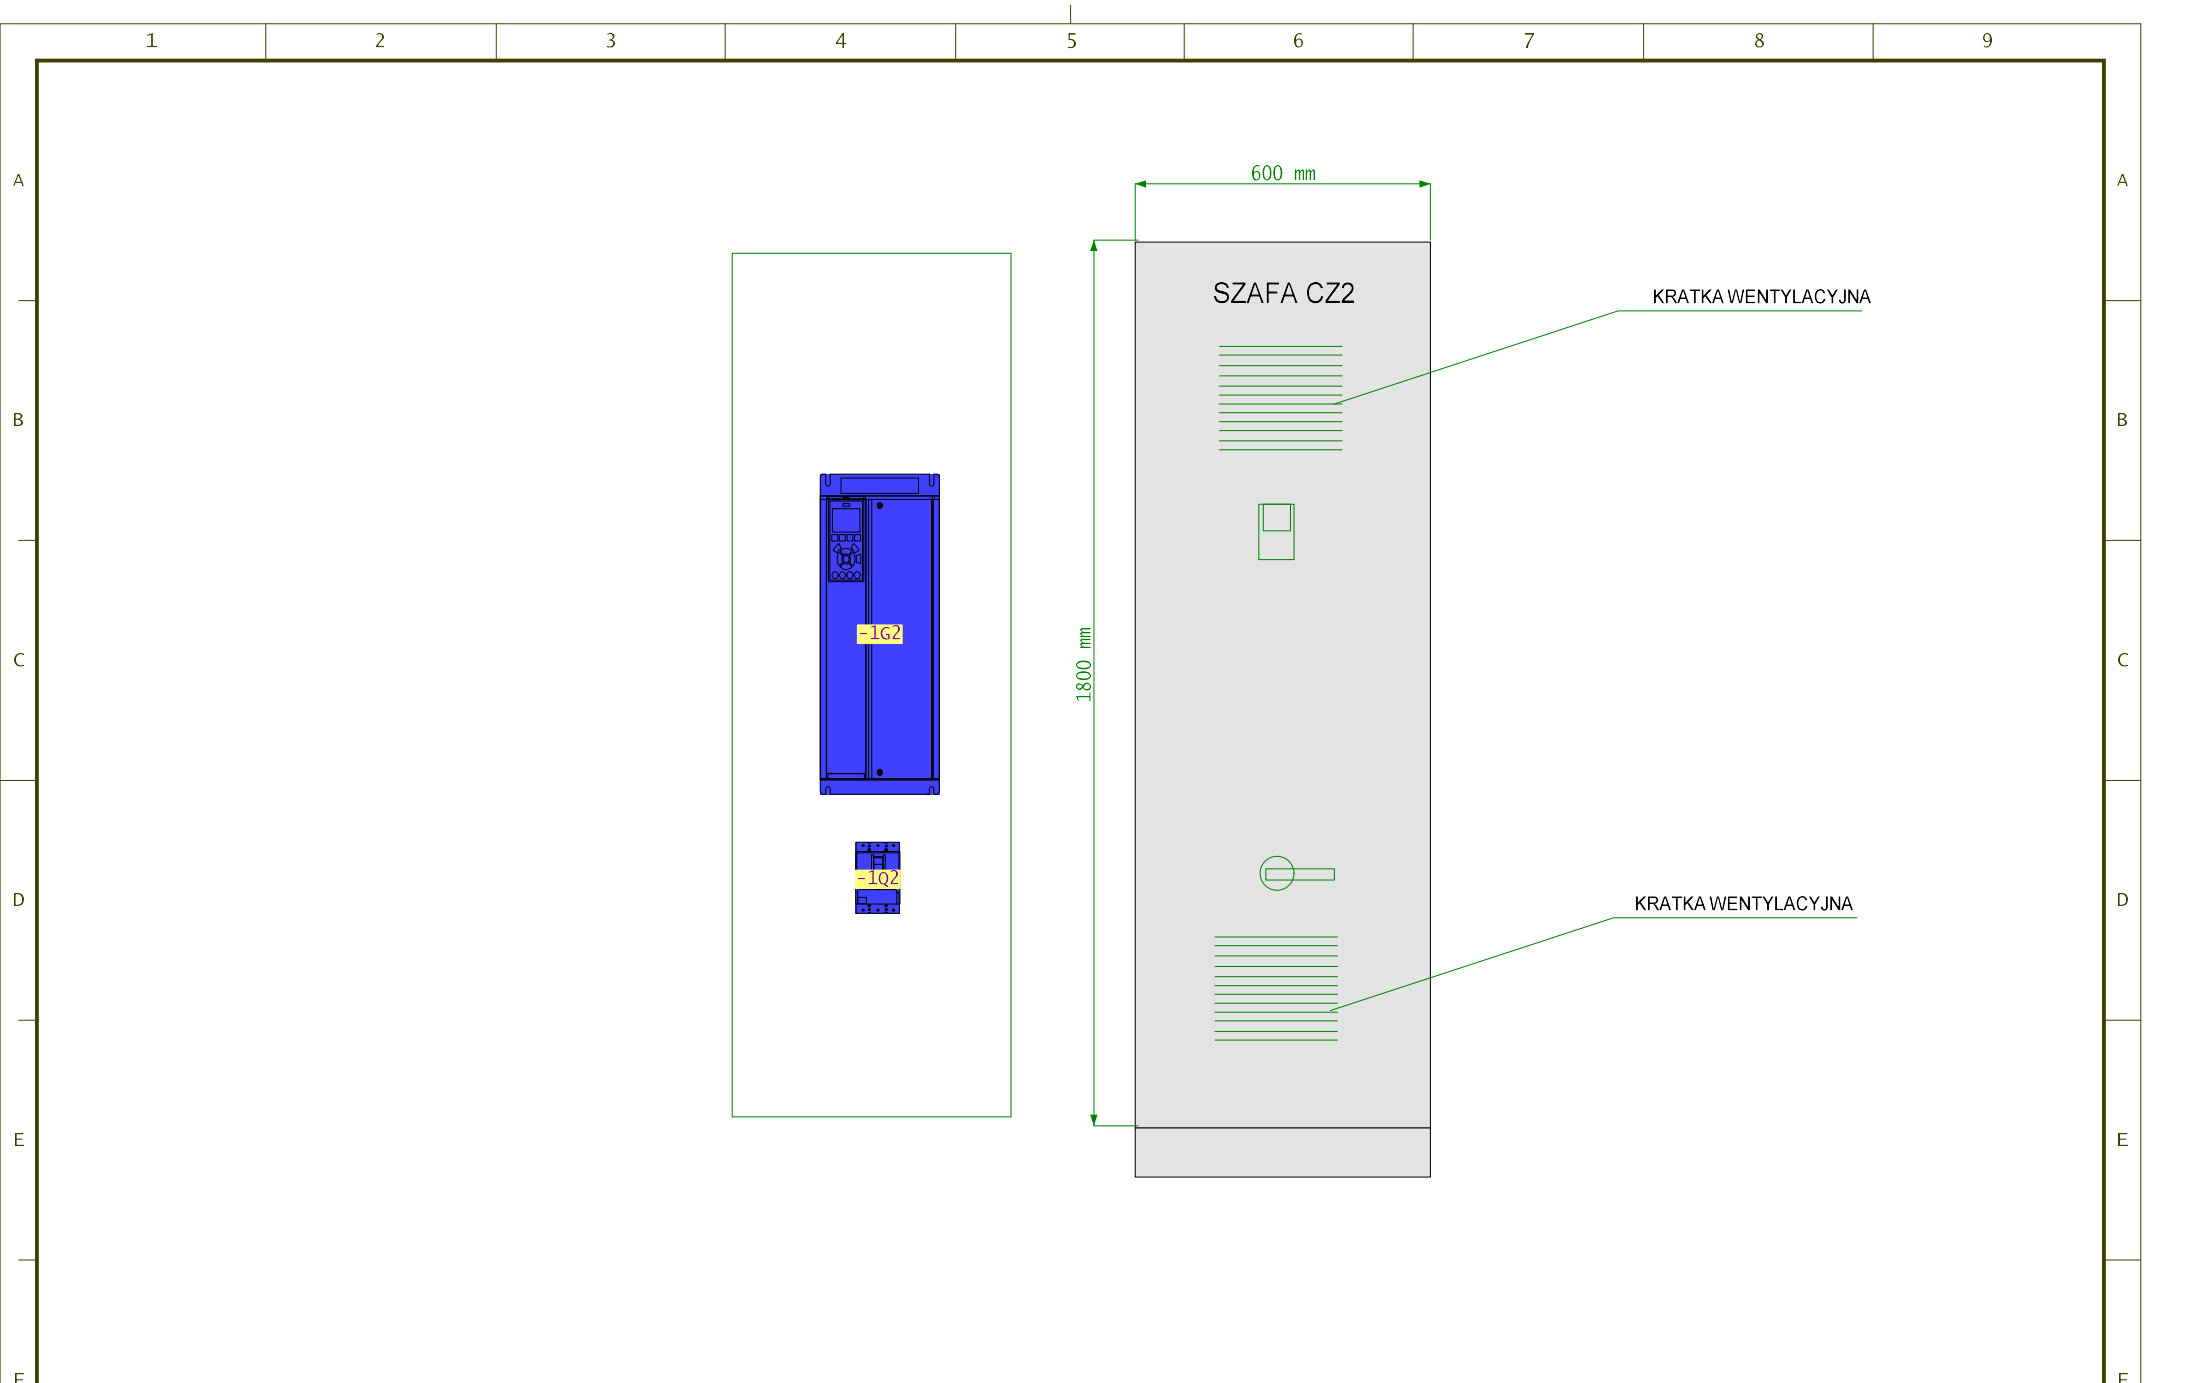 1 2 3 4 5 6 7 8 9
A A
600 mm
SZAFA CZ2
KRATKA WENTYLACYJNA
B B
-1G2
1800 mm
C C
-1Q2
KRATKA WENTYLACYJNA
D D
E E